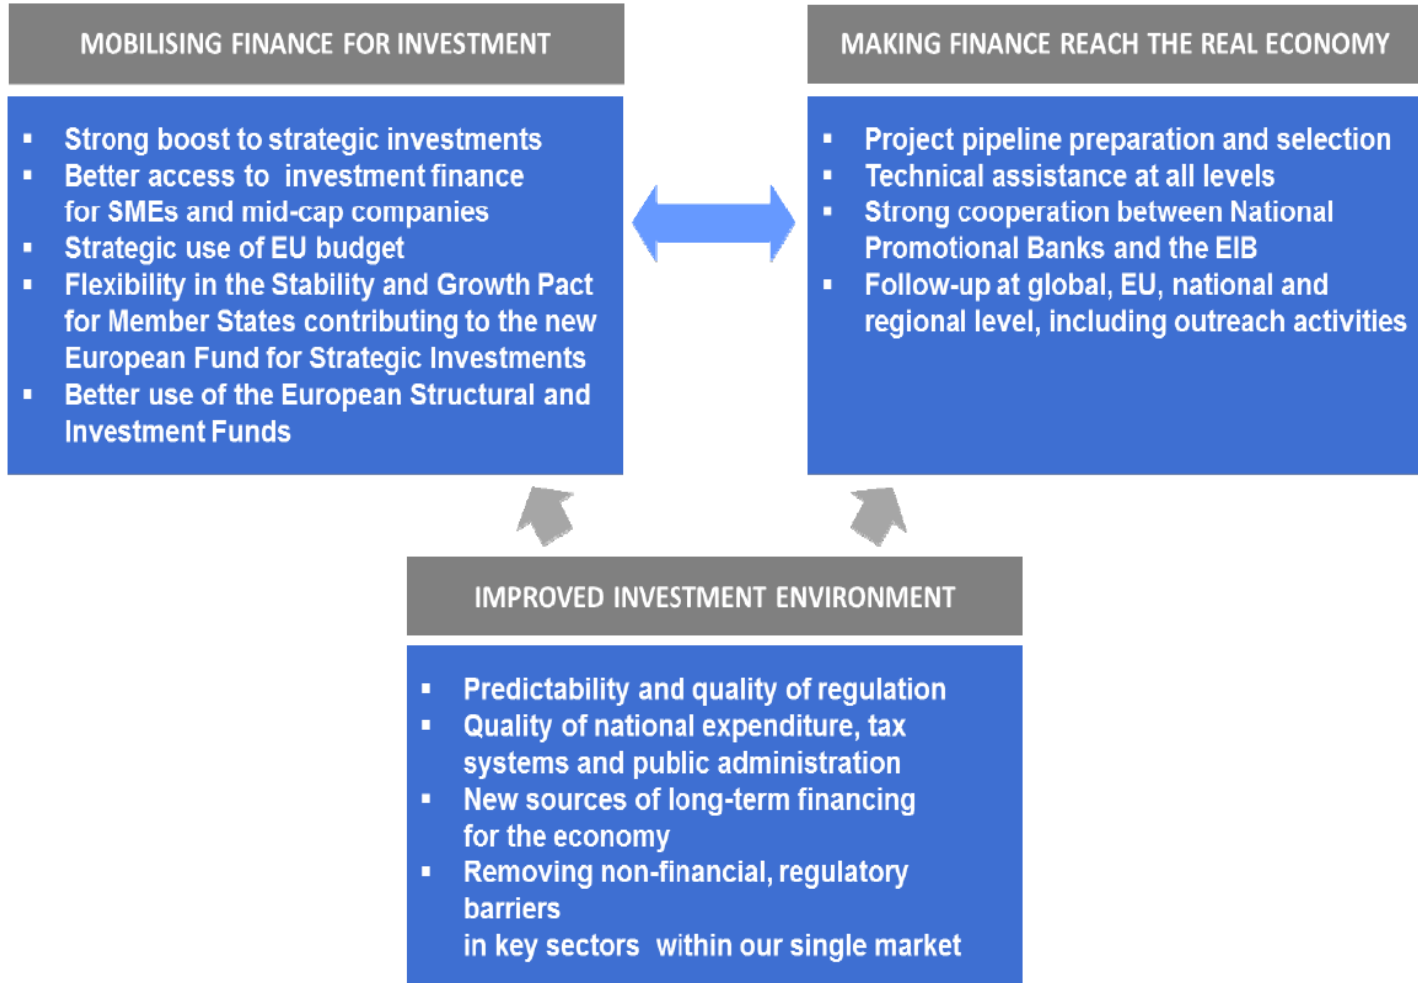 MOBILISING FINANCE FOR INVESTMENT
▪ Strong boost to strategic investments
▪ Better access to investment finance
for SMEs and mid-cap companies
▪ Strategic use of EU budget
▪ Flexibility in the Stability and Growth Pact
for Member States contributing to the new
European Fund for Strategic Investments
▪ Better use of the European Structural and
Investment Funds
MAKING FINANCE REACH THE REAL ECONOMY
▪ Project pipeline preparation and selection
▪ Technical assistance at all levels
▪ Strong cooperation between National
Promotional Banks and the EIB
▪ Follow-up at global, EU, national and
regional level, including outreach activities
IMPROVED INVESTMENT ENVIRONMENT
▪ Predictability and quality of regulation
▪ Quality of national expenditure, tax
systems and public administration
▪ New sources of long-term financing
for the economy
▪ Removing non-financial, regulatory
barriers
in key sectors within our single market